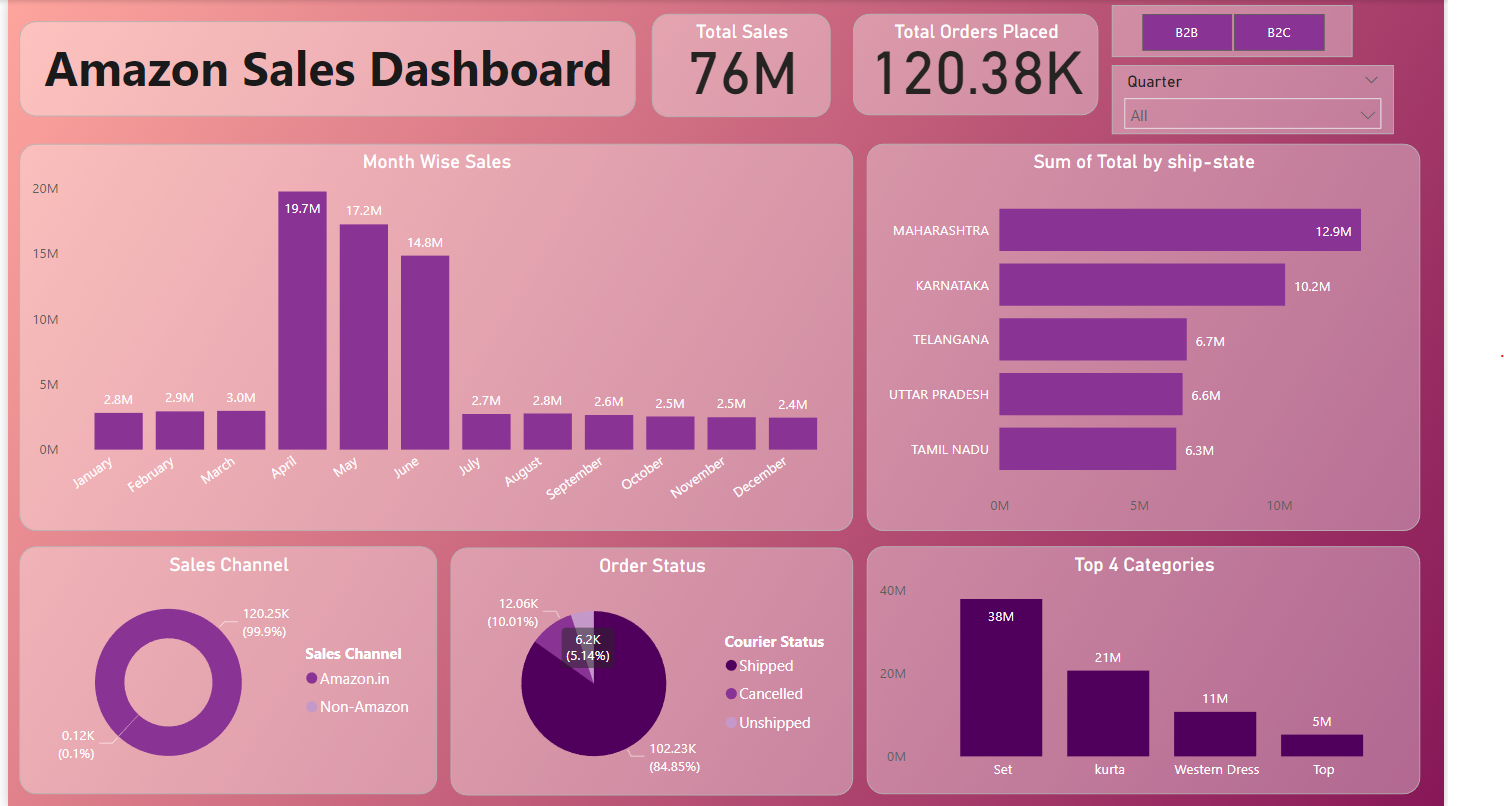 Amazon Sales Dashboard
Total Sales
76M
Total Orders Placed
120.38K
B2B
B2C
Quarter
All
Month Wise Sales
20M
15M
10M
5M
0M
2.8M
2.9M
3.0M
19.7M
17.2M
14.8M
2.7M
2.8M
2.6M
2.5M
2.5M
2.4M
January
February
March
April
May
June
July
August
September
October
November
December
Sum of Total by ship-state
MAHARASHTRA
12.9M
KARNATAKA
10.2M
TELANGANA
6.7M
UTTAR PRADESH
6.6M
TAMIL NADU
6.3M
0M
5M
10M
Sales Channel
120.25K
(99.9%)
0.12K
(0.1%)
Sales Channel
Amazon.in
Non-Amazon
Order Status
12.06K
(10.01%)
6.2K
(5.14%)
102.23K
(84.85%)
Courier Status
Shipped
Cancelled
Unshipped
Top 4 Categories
40M
20M
0M
38M
21M
11M
5M
Set
kurta
Western Dress
Top